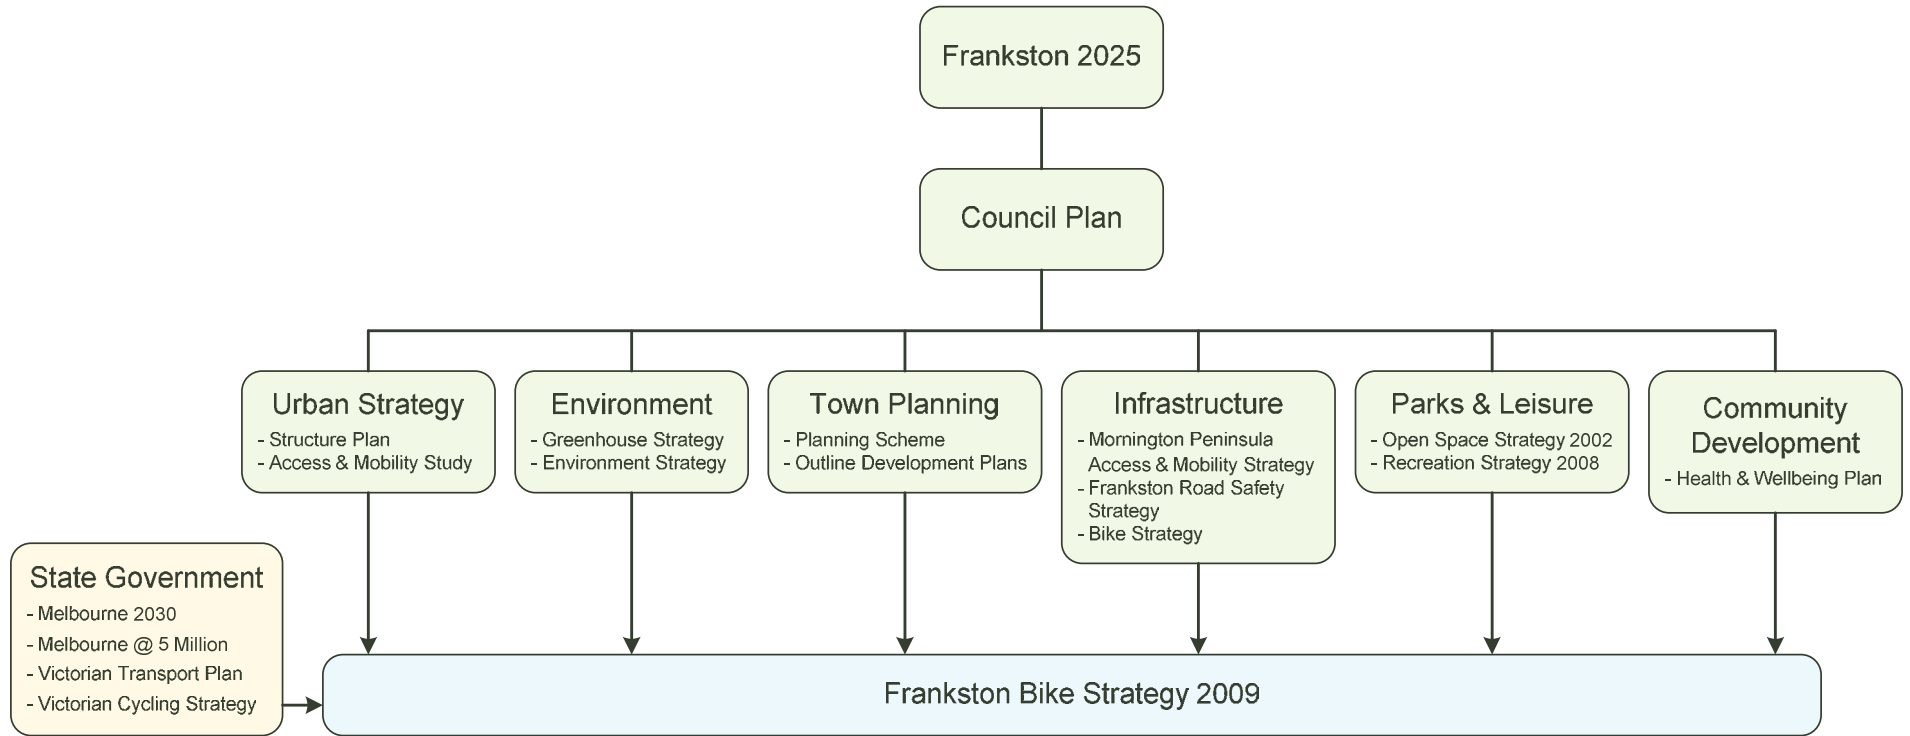 Frankston 2025
Council Plan
Urban Strategy
- Structure Plan
- Access & Mobility Study
Environment
- Greenhouse Strategy
- Environment Strategy
Town Planning
- Planning Scheme
- Outline Development Plans
Infrastructure
- Mornington Peninsula
Access & Mobility Strategy
- Frankston Road Safety
Strategy
- Bike Strategy
Parks & Leisure
- Open Space Strategy 2002
- Recreation Strategy 2008
Community
Development
- Health & Wellbeing Plan
State Government
- Melbourne 2030
- Melbourne @ 5 Million
- Victorian Transport Plan
- Victorian Cycling Strategy
Frankston Bike Strategy 2009